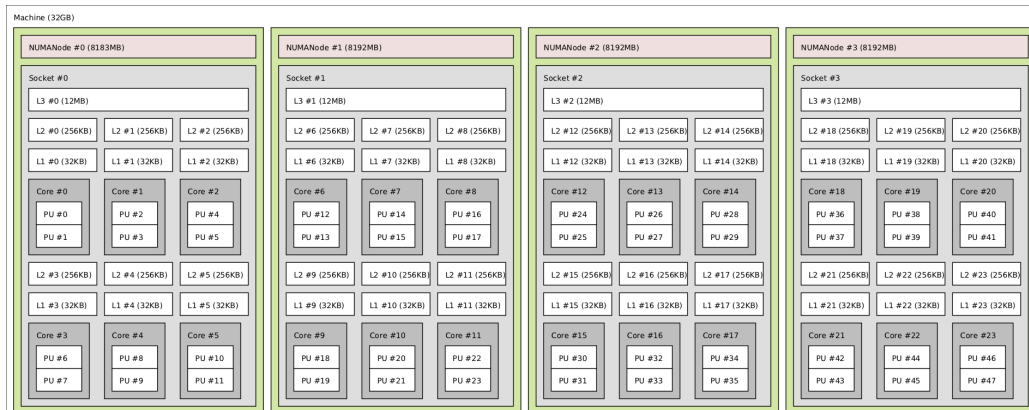 Machine (32GB)
NUMANode #0 (8183MB)
Socket #0
L3 #0 (12MB)
L2 #0 (256KB) L2 #1 (256KB) L2 #2 (256KB)
L1 #0 (32KB) L1 #1 (32KB) L1 #2 (32KB)
Core #0 Core #1 Core #2
PU #0 PU #2 PU #4
PU #1 PU #3 PU #5
L2 #3 (256KB) L2 #4 (256KB) L2 #5 (256KB)
L1 #3 (32KB) L1 #4 (32KB) L1 #5 (32KB)
Core #3 Core #4 Core #5
PU #6 PU #8 PU #10
PU #7 PU #9 PU #11
NUMANode #1 (8192MB)
Socket #1
L3 #1 (12MB)
L2 #6 (256KB) L2 #7 (256KB) L2 #8 (256KB)
L1 #6 (32KB) L1 #7 (32KB) L1 #8 (32KB)
Core #6 Core #7 Core #8
PU #12 PU #14 PU #16
PU #13 PU #15 PU #17
L2 #9 (256KB) L2 #10 (256KB) L2 #11 (256KB)
L1 #9 (32KB) L1 #10 (32KB) L1 #11 (32KB)
Core #9 Core #10 Core #11
PU #18 PU #20 PU #22
PU #19 PU #21 PU #23
NUMANode #2 (8192MB)
Socket #2
L3 #2 (12MB)
L2 #12 (256KB) L2 #13 (256KB) L2 #14 (256KB)
L1 #12 (32KB) L1 #13 (32KB) L1 #14 (32KB)
Core #12 Core #13 Core #14
PU #24 PU #26 PU #28
PU #25 PU #27 PU #29
L2 #15 (256KB) L2 #16 (256KB) L2 #17 (256KB)
L1 #15 (32KB) L1 #16 (32KB) L1 #17 (32KB)
Core #15 Core #16 Core #17
PU #30 PU #32 PU #34
PU #31 PU #33 PU #35
NUMANode #3 (8192MB)
Socket #3
L3 #3 (12MB)
L2 #18 (256KB) L2 #19 (256KB) L2 #20 (256KB)
L1 #18 (32KB) L1 #19 (32KB) L1 #20 (32KB)
Core #18 Core #19 Core #20
PU #36 PU #38 PU #40
PU #37 PU #39 PU #41
L2 #21 (256KB) L2 #22 (256KB) L2 #23 (256KB)
L1 #21 (32KB) L1 #22 (32KB) L1 #23 (32KB)
Core #21 Core #22 Core #23
PU #42 PU #44 PU #46
PU #43 PU #45 PU #47